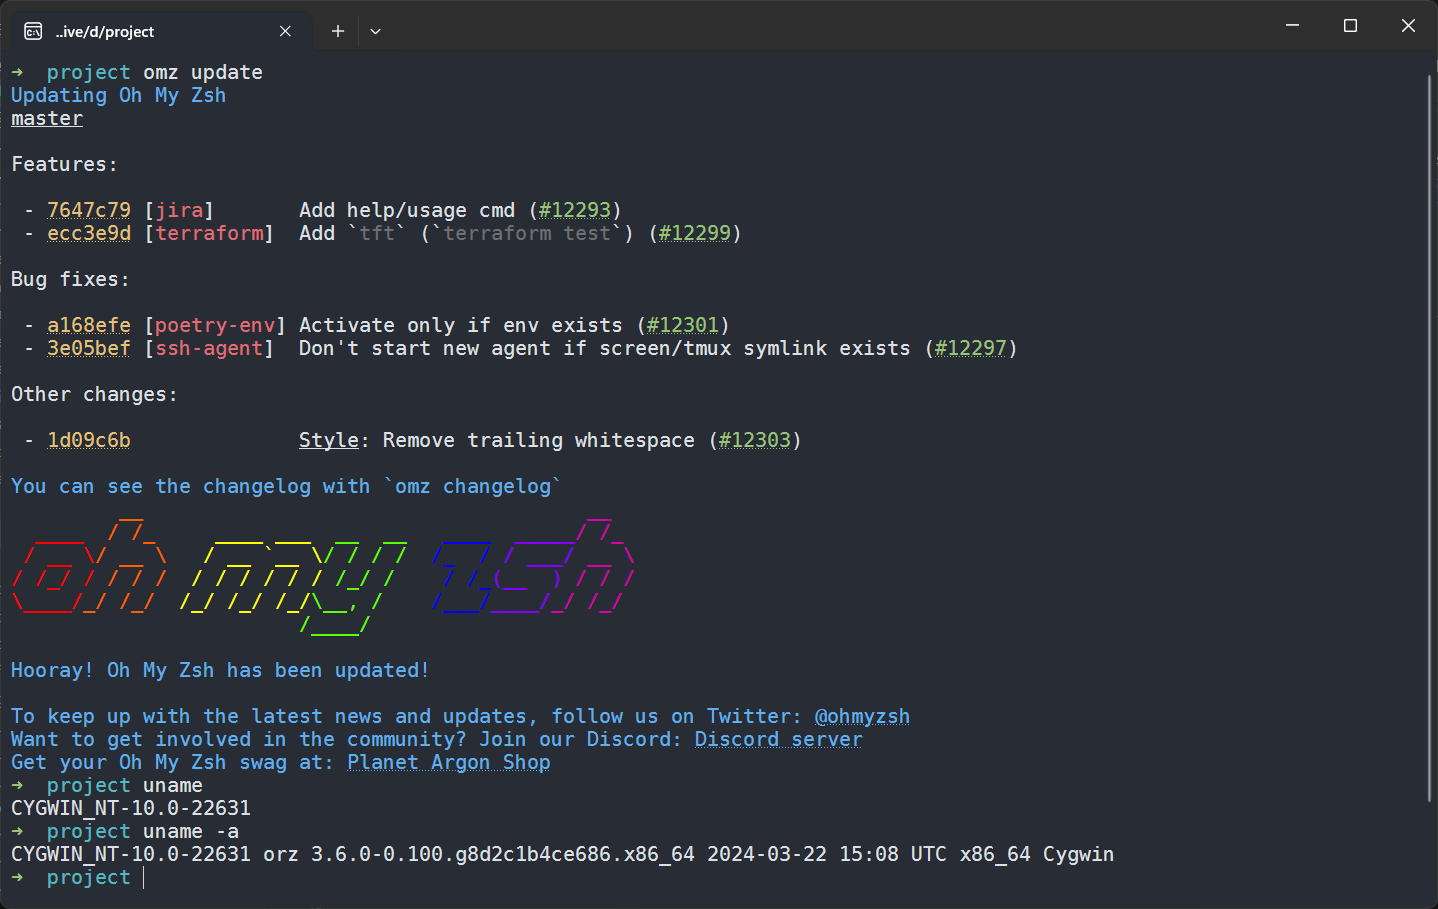 ..ive/d/project
➜  project omz update
Updating Oh My Zsh
master
Features:
 - 7647c79 [jira]       Add help/usage cmd (#12293)
 - ecc3e9d [terraform]  Add `tft` (`terraform test`) (#12299)
Bug fixes:
 - a168efe [poetry-env] Activate only if env exists (#12301)
 - 3e05bef [ssh-agent]  Don't start new agent if screen/tmux symlink exists (#12297)
Other changes:
 - 1d09c6b              Style: Remove trailing whitespace (#12303)
You can see the changelog with `omz changelog`
oh my zsh
Hooray! Oh My Zsh has been updated!
To keep up with the latest news and updates, follow us on Twitter: @ohmyzsh
Want to get involved in the community? Join our Discord: Discord server
Get your Oh My Zsh swag at: Planet Argon Shop
➜  project uname
CYGWIN_NT-10.0-22631
➜  project uname -a
CYGWIN_NT-10.0-22631 orz 3.6.0-0.100.g8d2c1b4ce686.x86_64 2024-03-22 15:08 UTC x86_64 Cygwin
➜  project